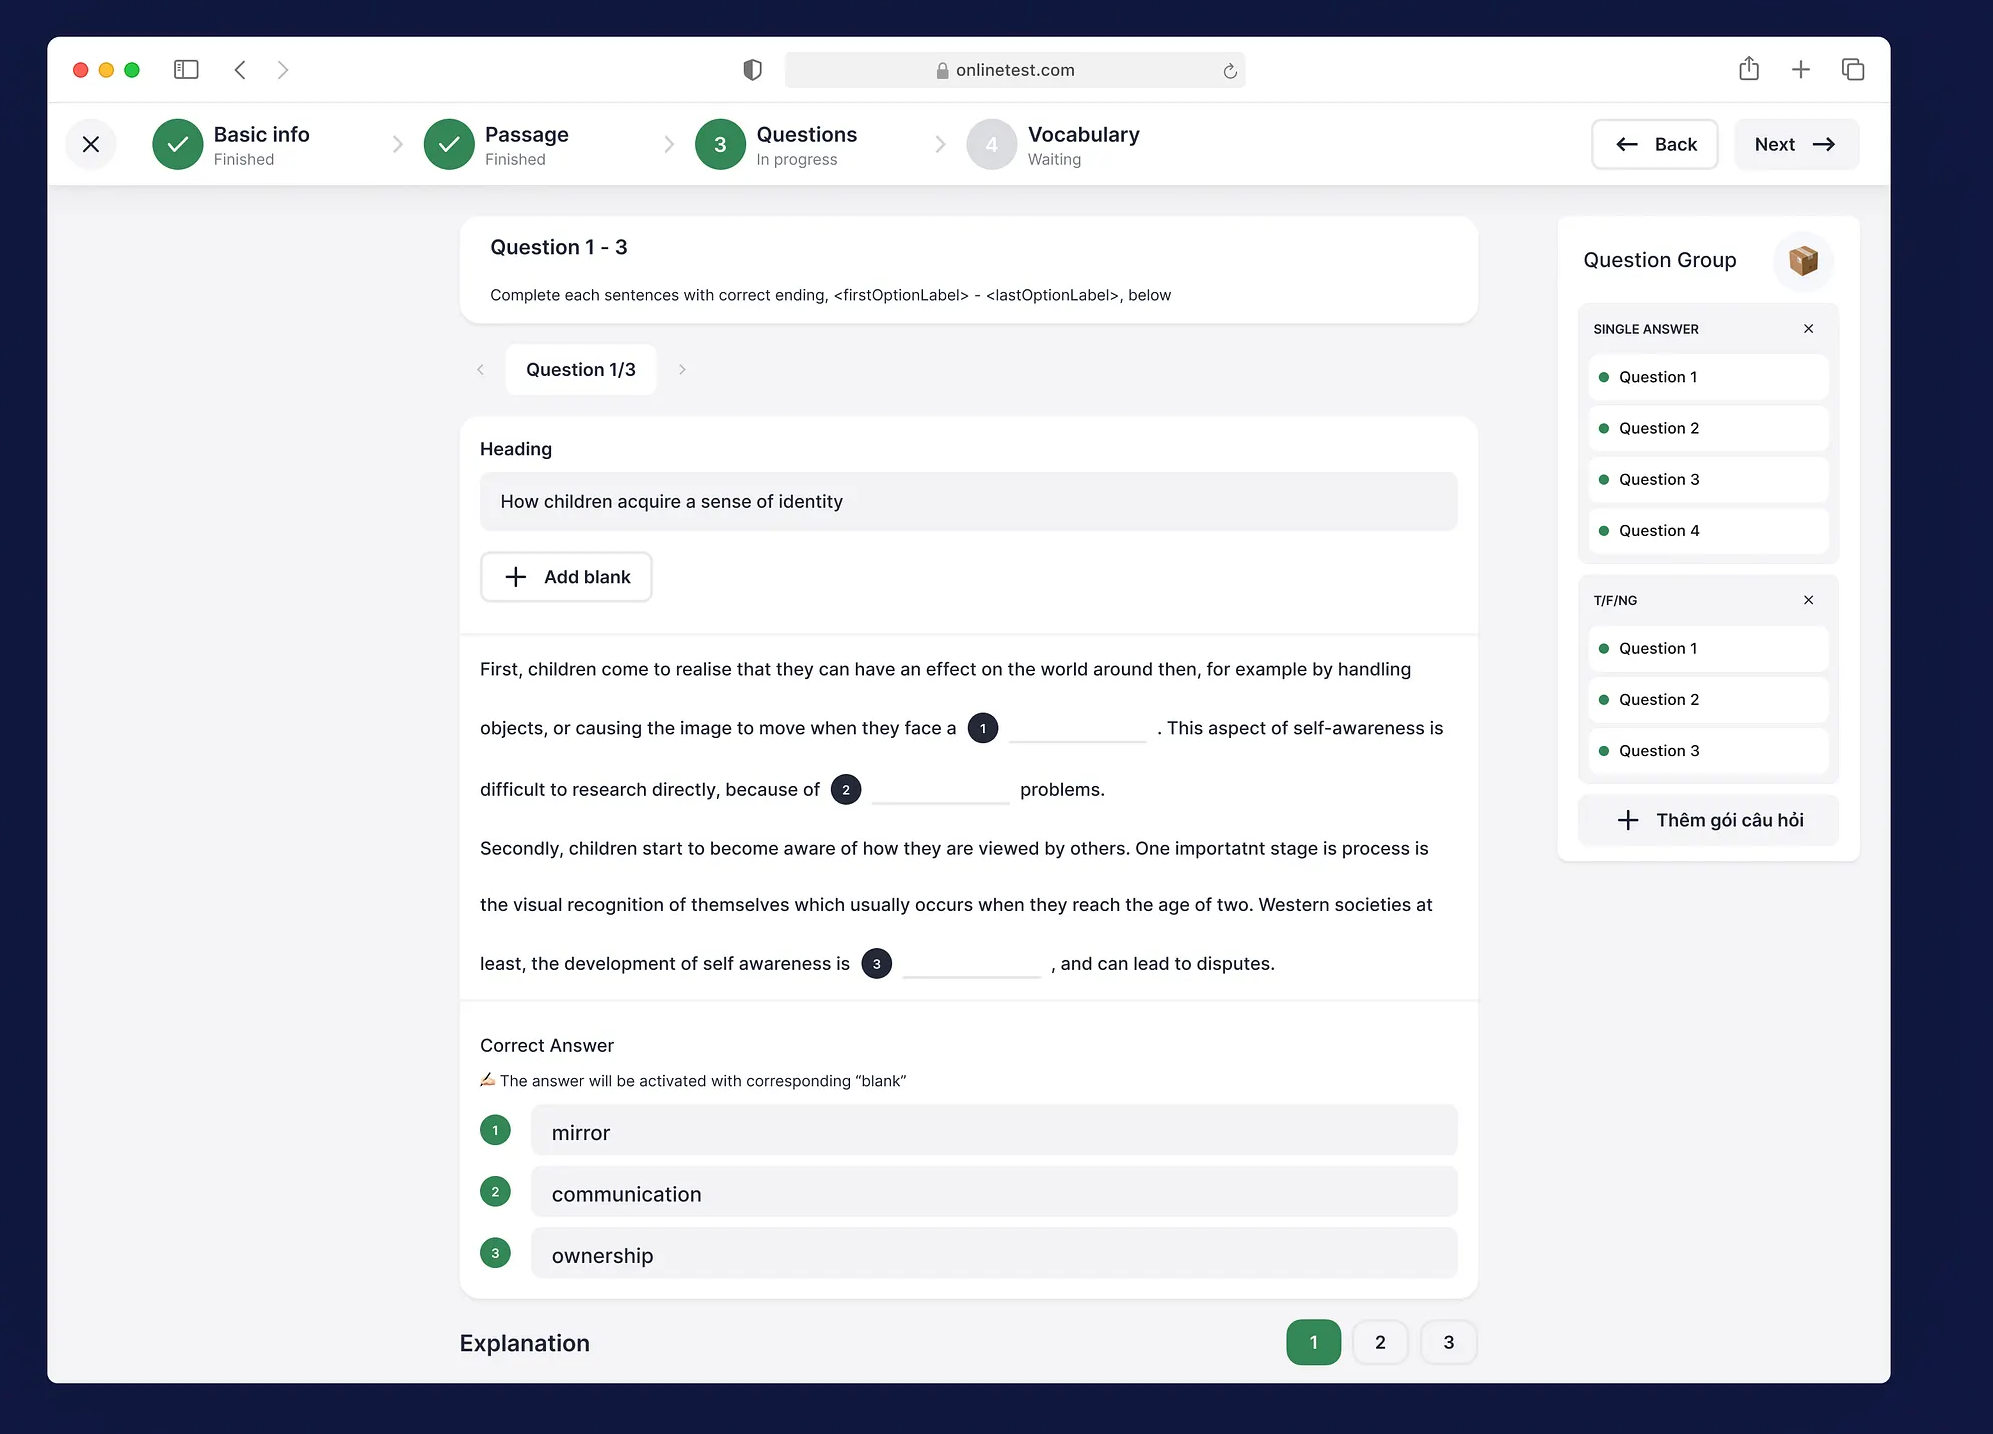 onlinetest.com
Basic info
Finished
Passage
Finished
3
Questions
In progress
4
Vocabulary
Waiting
Back
Next
Question 1 - 3
Complete each sentences with correct ending, <firstOptionLabel> - <lastOptionLabel>, below
Question 1/3
Heading
How children acquire a sense of identity
Add blank
First, children come to realise that they can have an effect on the world around then, for example by handling
objects, or causing the image to move when they face a 1 . This aspect of self-awareness is
difficult to research directly, because of 2 problems.
Secondly, children start to become aware of how they are viewed by others. One importatnt stage is process is
the visual recognition of themselves which usually occurs when they reach the age of two. Western societies at
least, the development of self awareness is 3 , and can lead to disputes.
Correct Answer
✍🏻 The answer will be activated with corresponding “blank”
1 mirror
2 communication
3 ownership
Explanation
1 2 3
Question Group
SINGLE ANSWER
Question 1
Question 2
Question 3
Question 4
T/F/NG
Question 1
Question 2
Question 3
Thêm gói câu hỏi